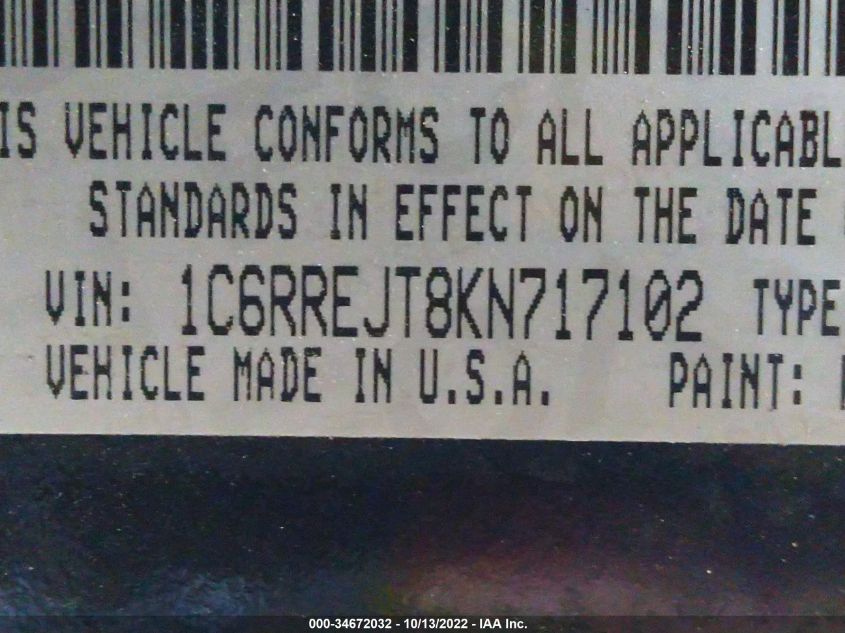 IS VEHICLE CONFORMS TO ALL APPLICABL
STANDARDS IN EFFECT ON THE DATE
VIN: 1C6RREJT8KN717102 TYPE
VEHICLE MADE IN U.S.A. PAINT:
000-34672032 - 10/13/2022 - IAA Inc.